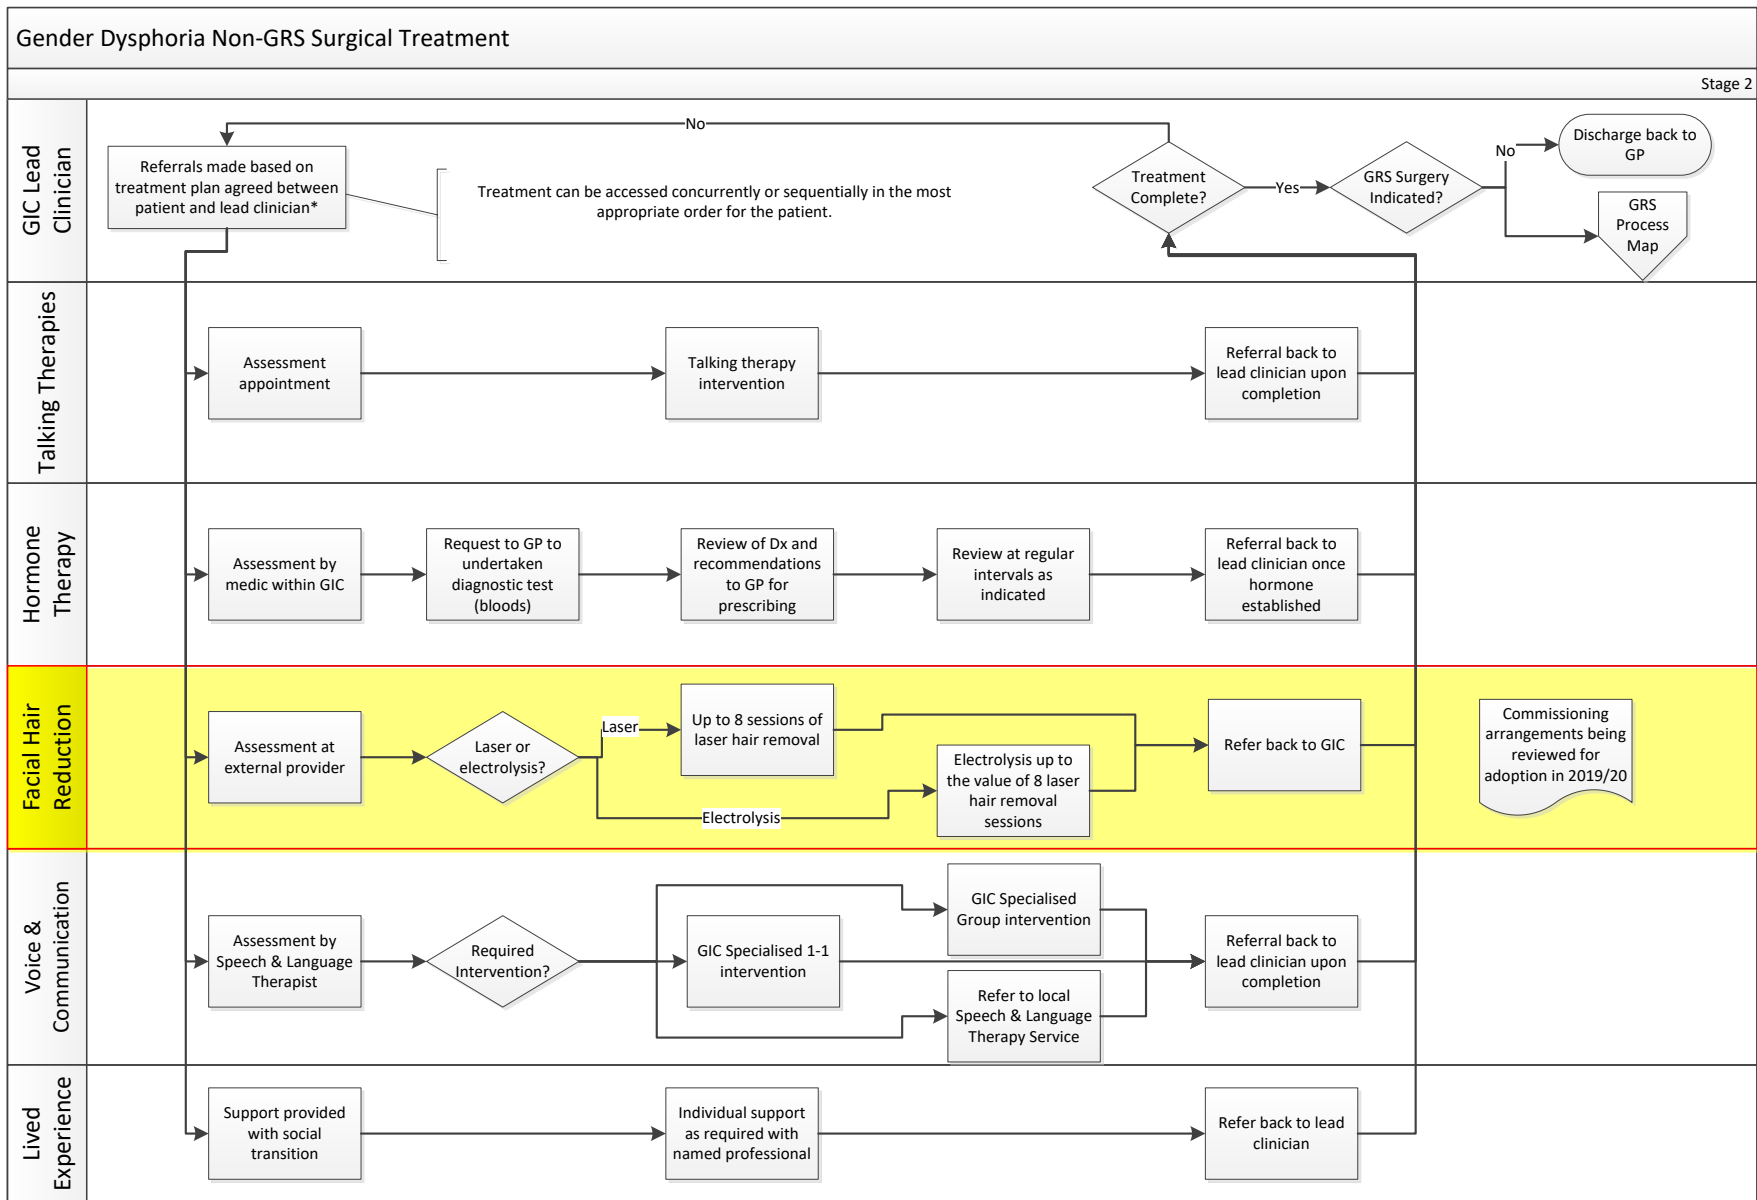 Gender Dysphoria Non-GRS Surgical Treatment
Stage 2
GIC Lead
Clinician
Referrals made based on
treatment plan agreed between
patient and lead clinician*
Treatment can be accessed concurrently or sequentially in the most
appropriate order for the patient.
No
Treatment
Complete?
Yes
GRS Surgery
Indicated?
No
Discharge back to
GP
GRS
Process
Map
Talking Therapies
Assessment
appointment
Talking therapy
intervention
Referral back to
lead clinician upon
completion
Hormone
Therapy
Assessment by
medic within GIC
Request to GP to
undertaken
diagnostic test
(bloods)
Review of Dx and
recommendations
to GP for
prescribing
Review at regular
intervals as
indicated
Referral back to
lead clinician once
hormone
established
Facial Hair
Reduction
Assessment at
external provider
Laser or
electrolysis?
Laser
Up to 8 sessions of
laser hair removal
Electrolysis
Electrolysis up to
the value of 8 laser
hair removal
sessions
Refer back to GIC
Commissioning
arrangements being
reviewed for
adoption in 2019/20
Voice &
Communication
Assessment by
Speech & Language
Therapist
Required
Intervention?
GIC Specialised
Group intervention
GIC Specialised 1-1
intervention
Refer to local
Speech & Language
Therapy Service
Referral back to
lead clinician upon
completion
Lived
Experience
Support provided
with social
transition
Individual support
as required with
named professional
Refer back to lead
clinician